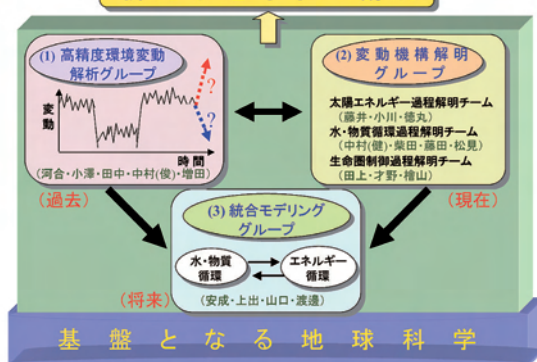 (1) 高精度環境変動
解析グループ
変動
?
?
時間
(河合・小澤・田中・中村(俊)・増田)
(過去)
(2) 変動機構解明
グループ
太陽エネルギー過程解明チーム
(藤井・小川・徳丸)
水・物質循環過程解明チーム
(中村(健)・柴田・藤田・松見)
生命圏制御過程解明チーム
(田上・才野・檜山)
(現在)
(3) 統合モデリング
グループ
水・物質
循環
エネルギー
循環
(将来)
(安成・上出・山口・渡邉)
基盤となる地球科学